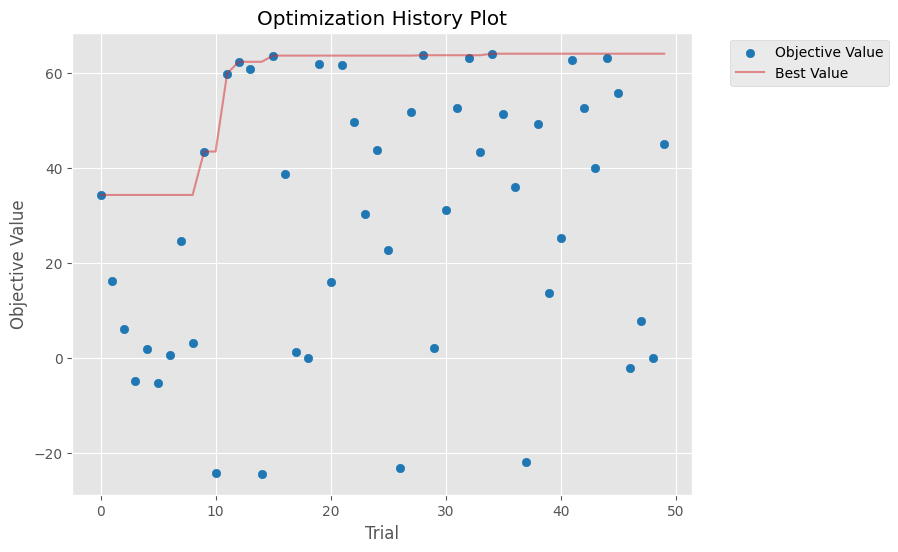 Optimization History Plot
Objective Value
Best Value
Objective Value
60
40
20
0
−20
0 10 20 30 40 50
Trial